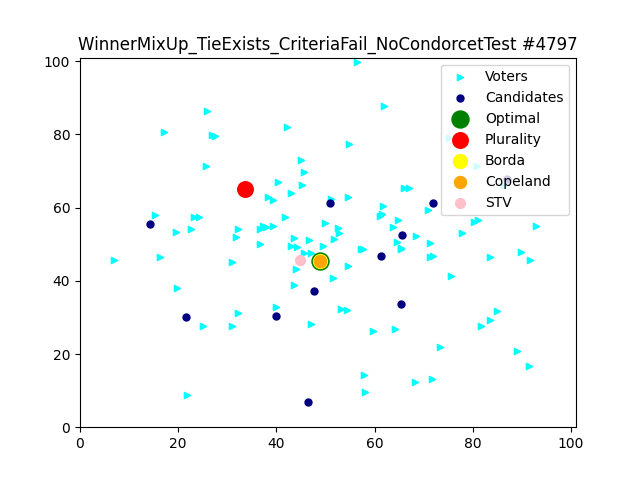 WinnerMixUp_TieExists_CriteriaFail_NoCondorcetTest #4797
100
80
60
40
20
0
0 20 40 60 80 100
Voters
Candidates
Optimal
Plurality
Borda
Copeland
STV